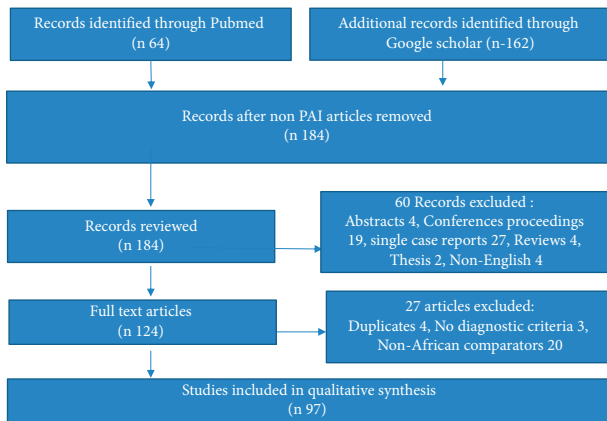 Records identified through Pubmed
(n 64)
Additional records identified through
Google scholar (n-162)
Records after non PAI articles removed
(n 184)
Records reviewed
(n 184)
60 Records excluded :
Abstracts 4, Conferences proceedings
19, single case reports 27, Reviews 4,
Thesis 2, Non-English 4
Full text articles
(n 124)
27 articles excluded:
Duplicates 4, No diagnostic criteria 3,
Non-African comparators 20
Studies included in qualitative synthesis
(n 97)